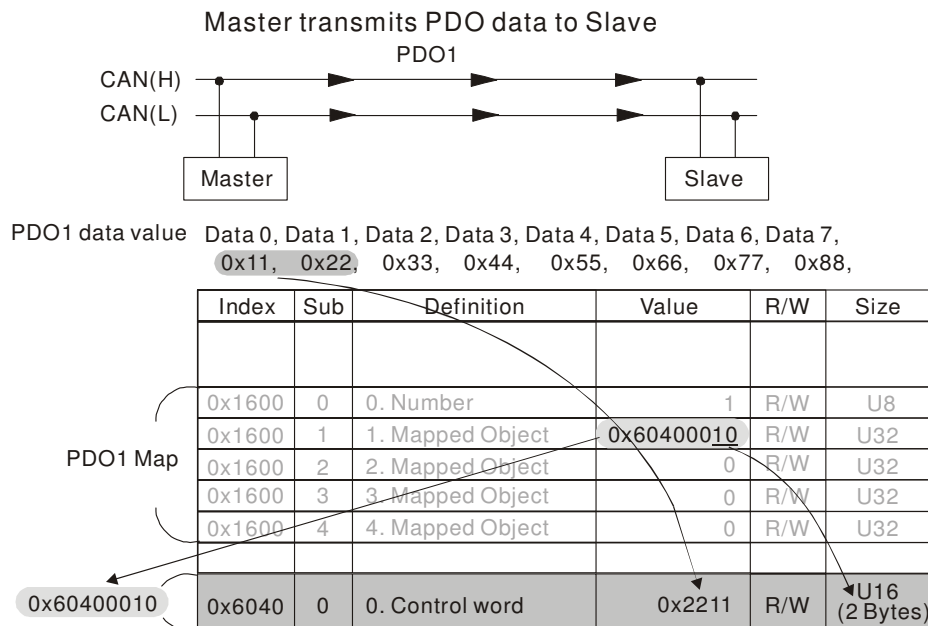 Master transmits PDO data to Slave
PDO1
CAN(H)
CAN(L)
Master
Slave
PDO1 data value Data 0, Data 1, Data 2, Data 3, Data 4, Data 5, Data 6, Data 7,
0x11, 0x22, 0x33, 0x44, 0x55, 0x66, 0x77, 0x88,
Index Sub Definition Value R/W Size
0x1600 0 0. Number 1 R/W U8
0x1600 1 1. Mapped Object 0x60400010 R/W U32
PDO1 Map
0x1600 2 2. Mapped Object 0 R/W U32
0x1600 3 3. Mapped Object 0 R/W U32
0x1600 4 4. Mapped Object 0 R/W U32
0x60400010
0x6040 0 0. Control word 0x2211 R/W U16
(2 Bytes)